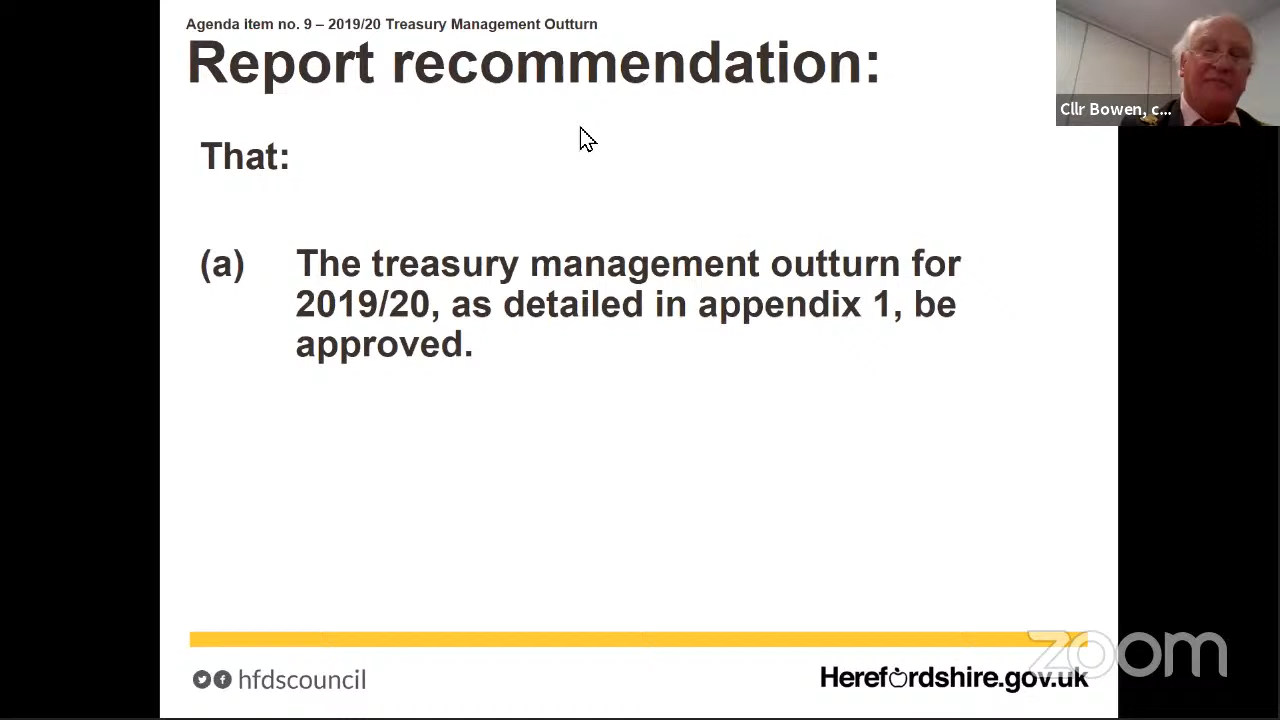 Agenda item no. 9 – 2019/20 Treasury Management Outturn
Report recommendation:
Cllr Bowen, c...
That:
(a) The treasury management outturn for
2019/20, as detailed in appendix 1, be
approved.
zoom
hfdscouncil
Herefordshire.gov.uk